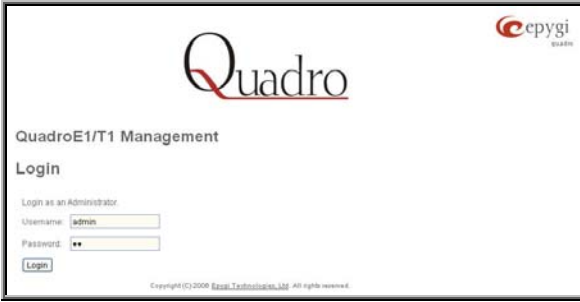 epygi
quadro
Quadro
QuadroE1/T1 Management
Login
Login as an Administrator
Username: admin
Password: ●●
Login
Copyright (C)2008 Epygi Technologies, Ltd. All rights reserved.